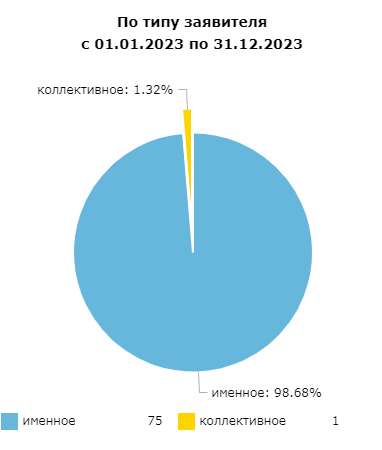 По типу заявителя
с 01.01.2023 по 31.12.2023
коллективное: 1.32%
именное: 98.68%
именное 75 коллективное 1